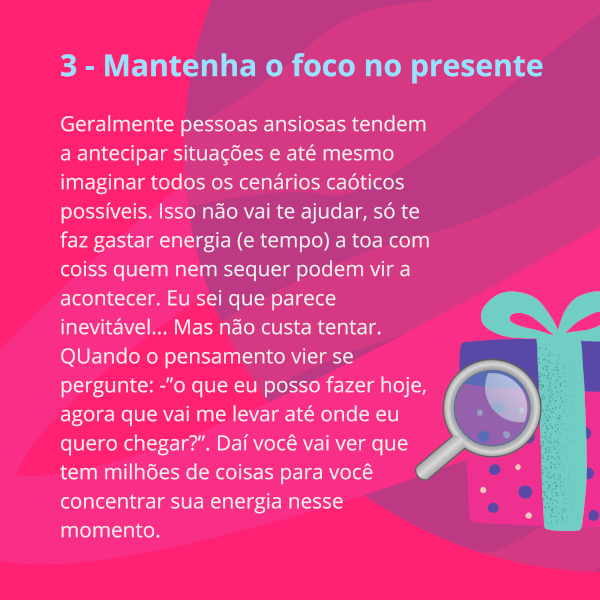 3 - Mantenha o foco no presente
Geralmente pessoas ansiosas tendem
a antecipar situações e até mesmo
imaginar todos os cenários caóticos
possíveis. Isso não vai te ajudar, só te
faz gastar energia (e tempo) a toa com
coiss quem nem sequer podem vir a
acontecer. Eu sei que parece
inevitável... Mas não custa tentar.
QUando o pensamento vier se
pergunte: -”o que eu posso fazer hoje,
agora que vai me levar até onde eu
quero chegar?”. Daí você vai ver que
tem milhões de coisas para você
concentrar sua energia nesse
momento.